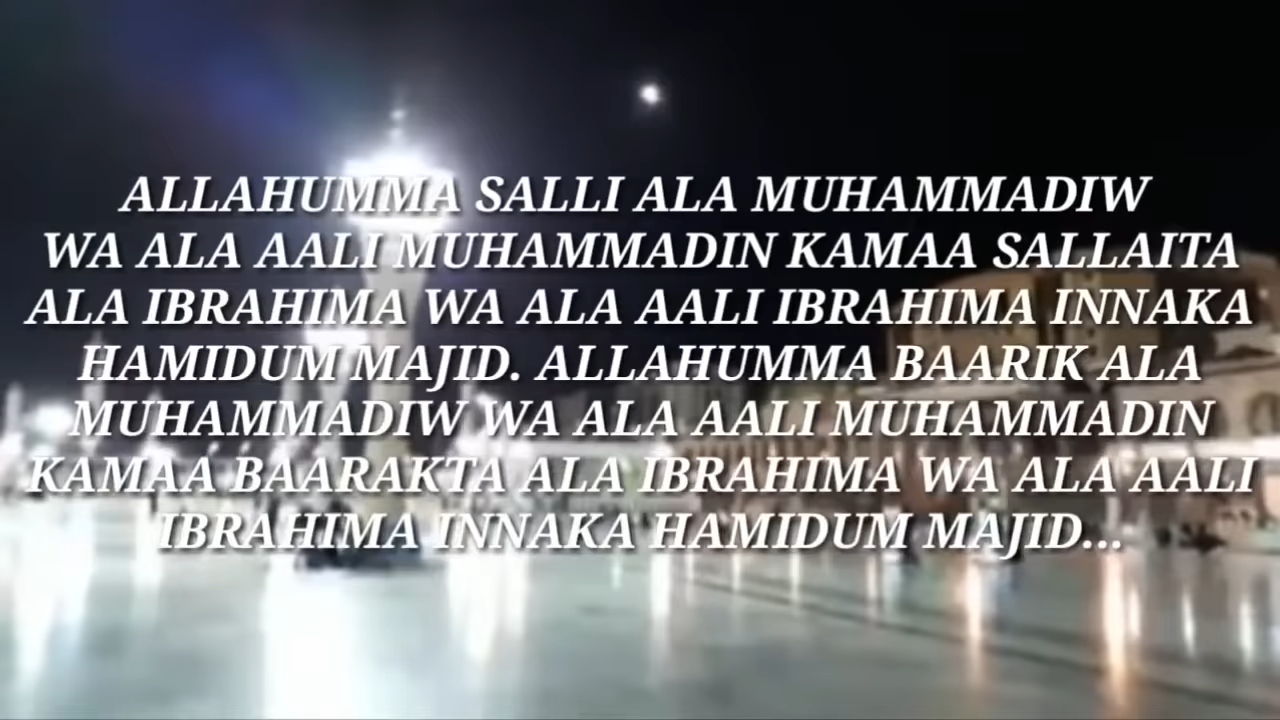 ALLAHUMMA SALLI ALA MUHAMMADIW
WA ALA AALI MUHAMMADIN KAMAA SALLAITA
ALA IBRAHIMA WA ALA AALI IBRAHIMA INNAKA
HAMIDUM MAJID. ALLAHUMMA BAARIK ALA
MUHAMMADIW WA ALA AALI MUHAMMADIN
KAMAA BAARAKTA ALA IBRAHIMA WA ALA AALI
IBRAHIMA INNAKA HAMIDUM MAJID...